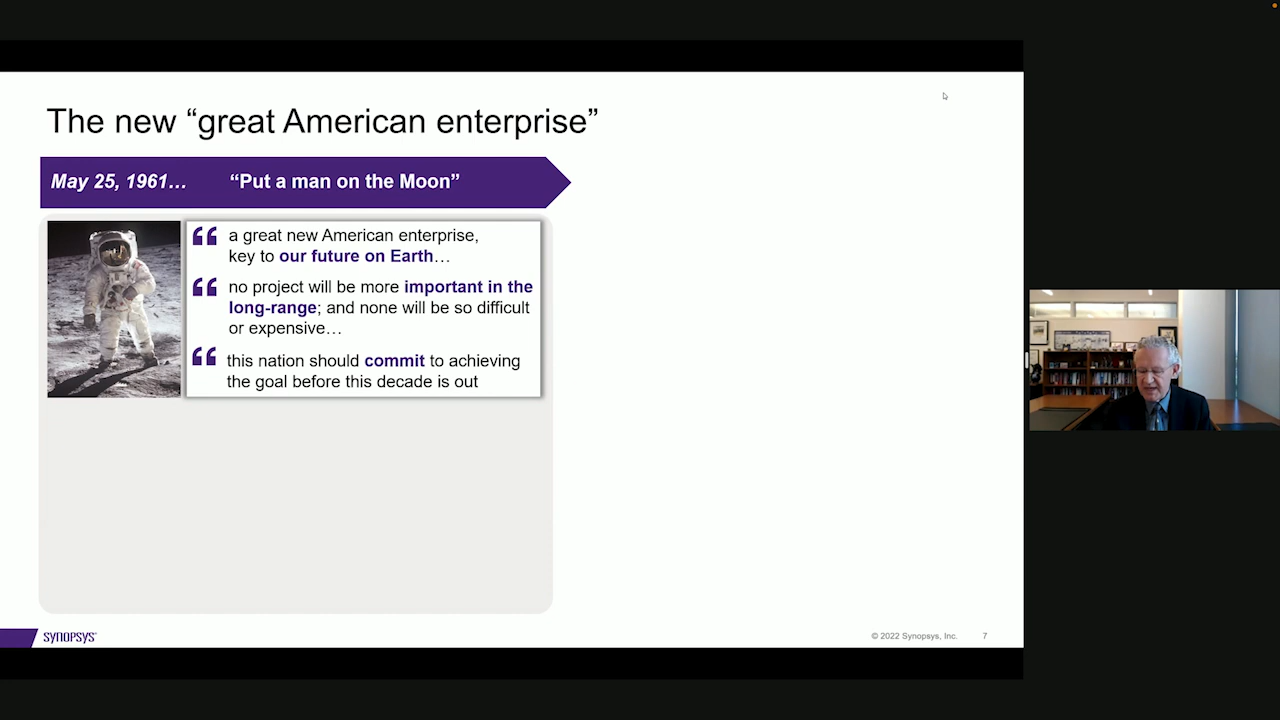 The new “great American enterprise”
May 25, 1961… “Put a man on the Moon”
“ a great new American enterprise,
key to our future on Earth…
“ no project will be more important in the
long-range; and none will be so difficult
or expensive…
“ this nation should commit to achieving
the goal before this decade is out
SYNOPSYS®
© 2022 Synopsys, Inc. 7